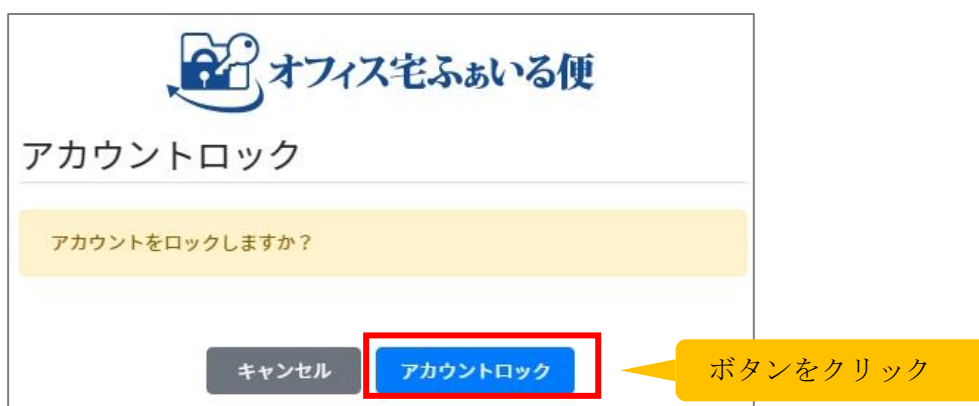 オフィス宅ふぁいる便
アカウントロック
アカウントをロックしますか？
キャンセル
アカウントロック
ボタンをクリック